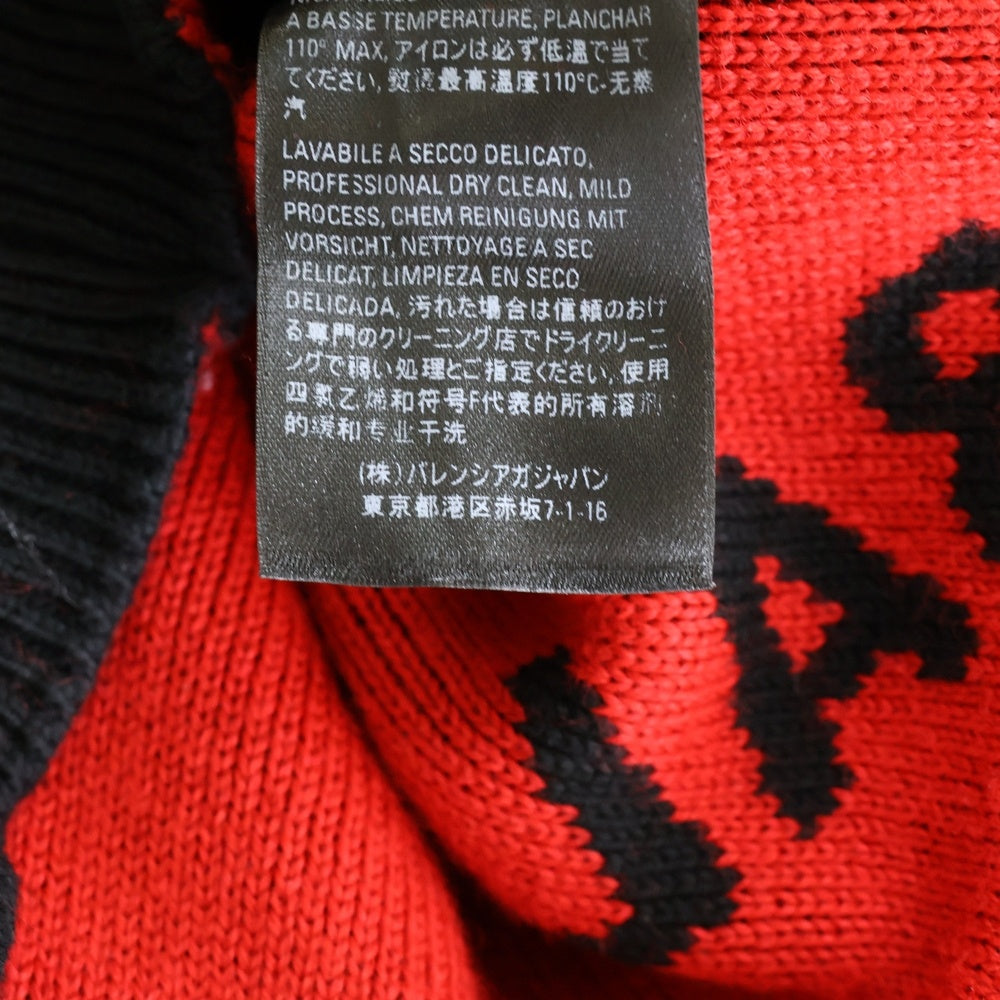 A BASSE TEMPERATURE, PLANCHAR
110° MAX, アイロンは必ず低温で当て
てください, 熨烫最高温度110℃-无蒸
汽
LAVABILE A SECCO DELICATO,
PROFESSIONAL DRY CLEAN, MILD
PROCESS, CHEM REINIGUNG MIT
VORSICHT, NETTOYAGE A SEC
DELICAT, LIMPIEZA EN SECO
DELICADA, 汚れた場合は信頼のおけ
る専門のクリーニング店でドライクリーニ
ングで弱い処理とご指定ください, 使用
四氯乙烯和符号F代表的所有溶剂
的缓和专业干洗
(株)バレンシアガジャパン
東京都港区赤坂7-1-16